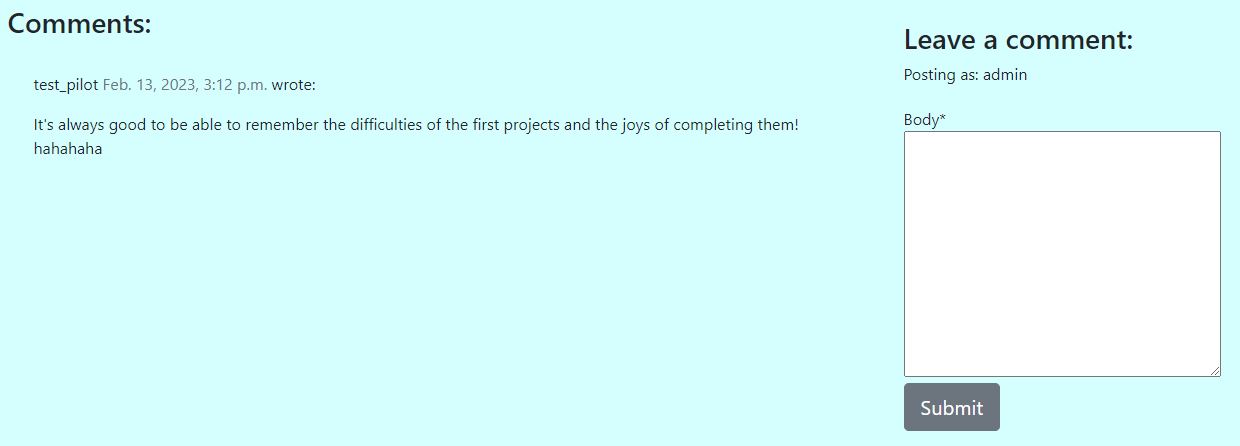 Comments:
test_pilot Feb. 13, 2023, 3:12 p.m. wrote:
It's always good to be able to remember the difficulties of the first projects and the joys of completing them!
hahahaha
Leave a comment:
Posting as: admin
Body*
Submit